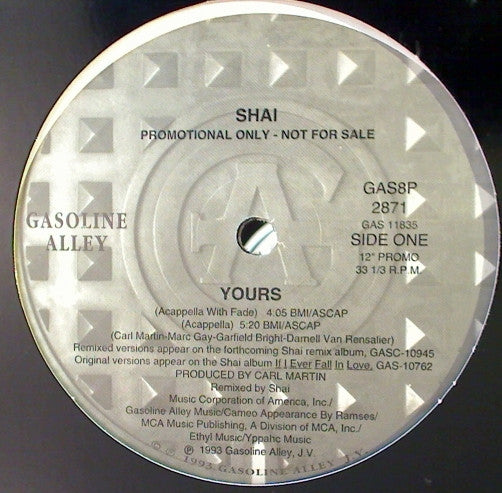 SHAI
PROMOTIONAL ONLY - NOT FOR SALE
GASOLINE
ALLEY
GAS8P
2871
GAS 11835
SIDE ONE
12" PROMO
33 1/3 R.P.M.
YOURS
(Acappella With Fade) 4:05 BMI/ASCAP
(Acappella) 5:20 BMI/ASCAP
(Carl Martin-Marc Gay-Garfield Bright-Darnell Van Rensalier)
Remixed versions appear on the forthcoming Shai remix album, GASC-10945
Original versions appear on the Shai album If I Ever Fall In Love, GAS-10762
PRODUCED BY CARL MARTIN
Remixed by Shai
Music Corporation of America, Inc./
Gasoline Alley Music/Cameo Appearance By Ramses/
MCA Music Publishing, A Division of MCA, Inc./
Ethyl Music/Yppahc Music
℗ 1993 Gasoline Alley, J.V.
℗ 1993 GASOLINE ALLEY, J.V.